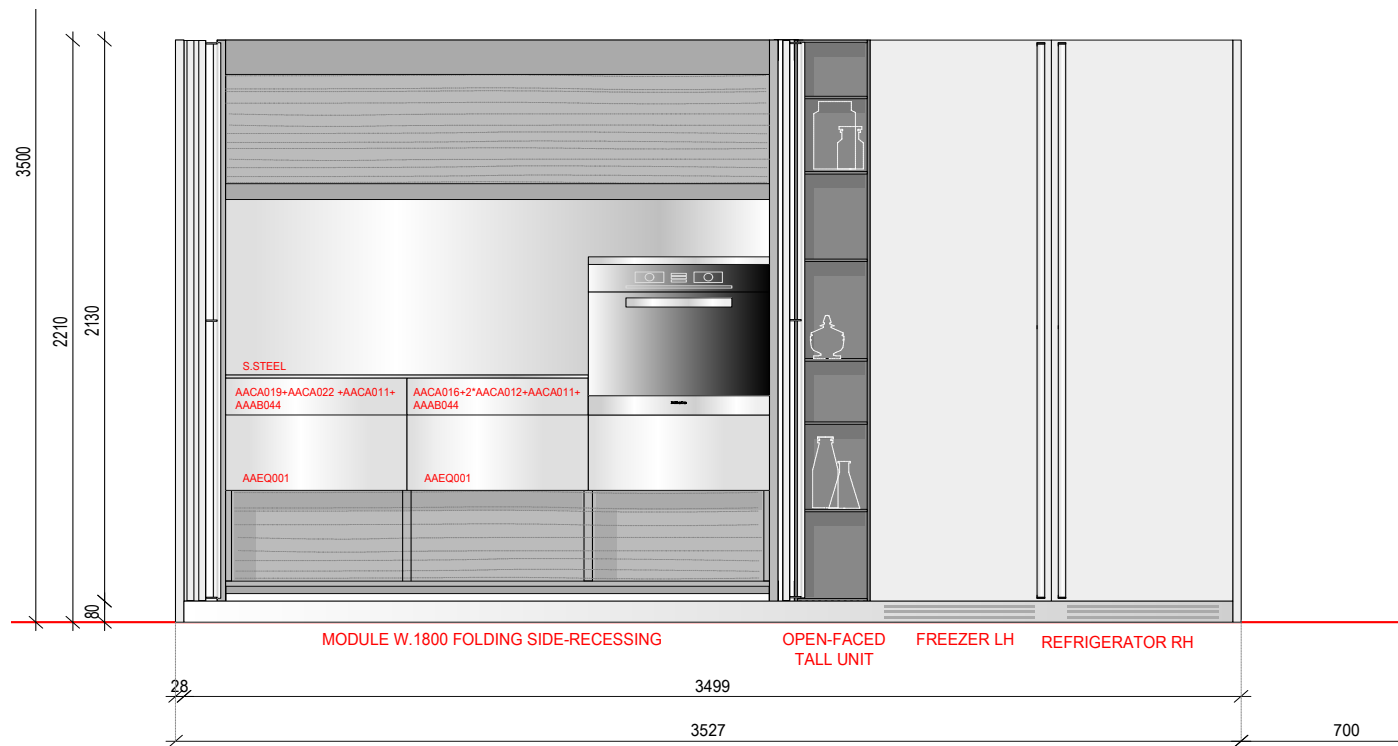 3500
2210
2130
80
S.STEEL
AACA019+AACA022 +AACA011+
AAAB044
AACA016+2*AACA012+AACA011+
AAAB044
AAEQ001
AAEQ001
MODULE W.1800 FOLDING SIDE-RECESSING
OPEN-FACED
TALL UNIT
FREEZER LH
REFRIGERATOR RH
28
3499
3527
700